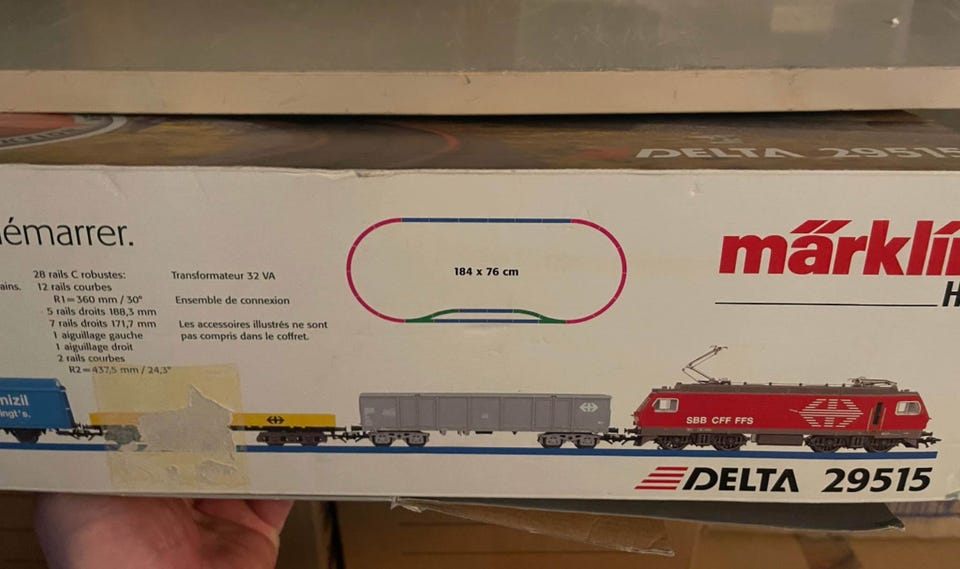 DELTA 29515
émarrer.
ains.
28 rails C robustes:
12 rails courbes
R1=360 mm / 30°
5 rails droits 188,3 mm
7 rails droits 171,7 mm
1 aiguillage gauche
1 aiguillage droit
2 rails courbes
R2=437,5 mm / 24,3°
Transformateur 32 VA
Ensemble de connexion
Les accessoires illustrés ne sont
pas compris dans le coffret.
184 x 76 cm
märklin
H
mizil
ingt's.
SBB CFF FFS
DELTA 29515